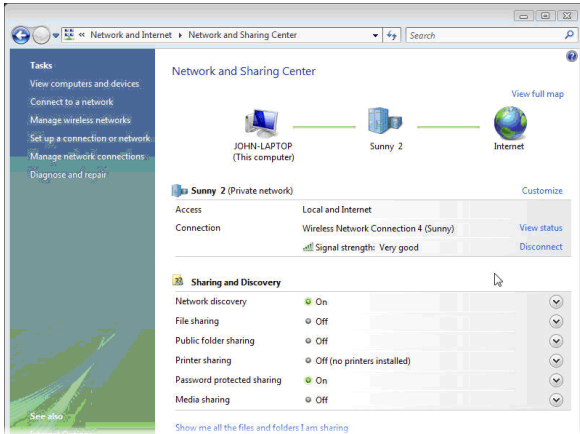 « Network and Internet ▸ Network and Sharing Center
Search
Tasks
View computers and devices
Connect to a network
Manage wireless networks
Set up a connection or network
Manage network connections
Diagnose and repair
See also
Network and Sharing Center
View full map
JOHN-LAPTOP
(This computer)
Sunny 2
Internet
Sunny 2 (Private network)
Customize
Access Local and Internet
Connection Wireless Network Connection 4 (Sunny) View status
Signal strength: Very good Disconnect
Sharing and Discovery
Network discovery On
File sharing Off
Public folder sharing Off
Printer sharing Off (no printers installed)
Password protected sharing On
Media sharing Off
Show me all the files and folders I am sharing